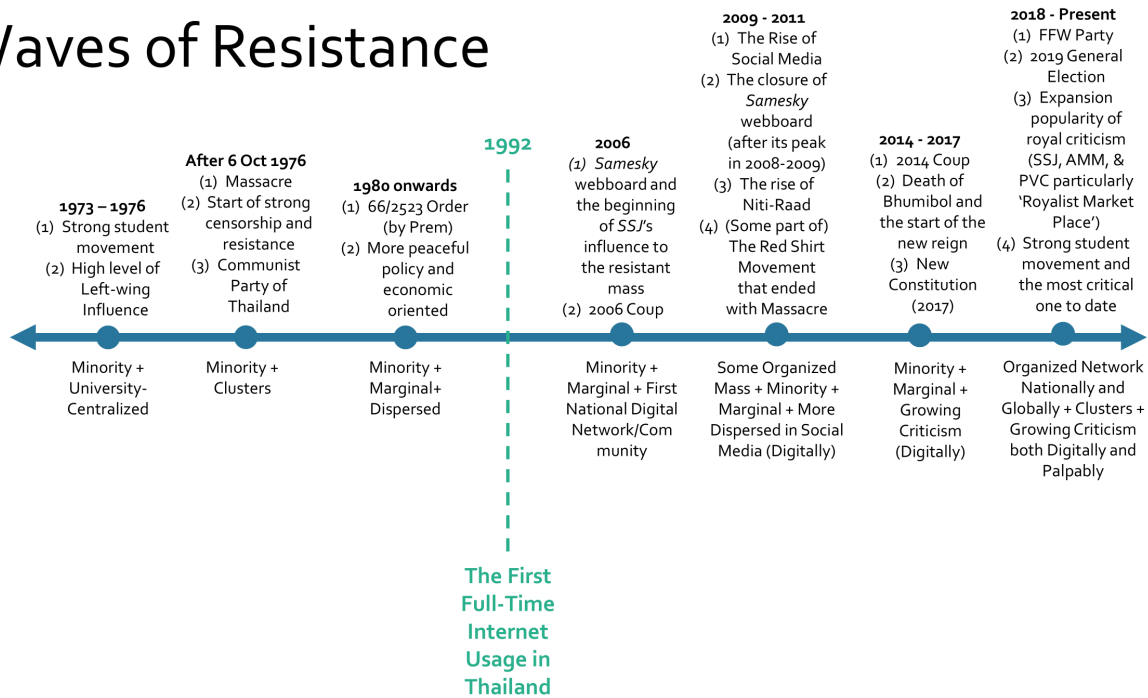 Waves of Resistance
1973 – 1976
(1) Strong student
movement
(2) High level of
Left-wing
Influence
Minority +
University-
Centralized
After 6 Oct 1976
(1) Massacre
(2) Start of strong
censorship and
resistance
(3) Communist
Party of
Thailand
Minority +
Clusters
1980 onwards
(1) 66/2523 Order
(by Prem)
(2) More peaceful
policy and
economic
oriented
Minority +
Marginal+
Dispersed
1992
The First
Full-Time
Internet
Usage in
Thailand
2006
(1) Samesky
webboard and
the beginning
of SSJ’s
influence to
the resistant
mass
(2) 2006 Coup
Minority +
Marginal + First
National Digital
Network/Com
munity
2009 - 2011
(1) The Rise of
Social Media
(2) The closure of
Samesky
webboard
(after its peak
in 2008-2009)
(3) The rise of
Niti-Raad
(4) (Some part of)
The Red Shirt
Movement
that ended
with Massacre
Some Organized
Mass + Minority +
Marginal + More
Dispersed in Social
Media (Digitally)
2014 - 2017
(1) 2014 Coup
(2) Death of
Bhumibol and
the start of the
new reign
(3) New
Constitution
(2017)
Minority +
Marginal +
Growing
Criticism
(Digitally)
2018 - Present
(1) FFW Party
(2) 2019 General
Election
(3) Expansion
popularity of
royal criticism
(SSJ, AMM, &
PVC particularly
‘Royalist Market
Place’)
(4) Strong student
movement and
the most critical
one to date
Organized Network
Nationally and
Globally + Clusters +
Growing Criticism
both Digitally and
Palpably